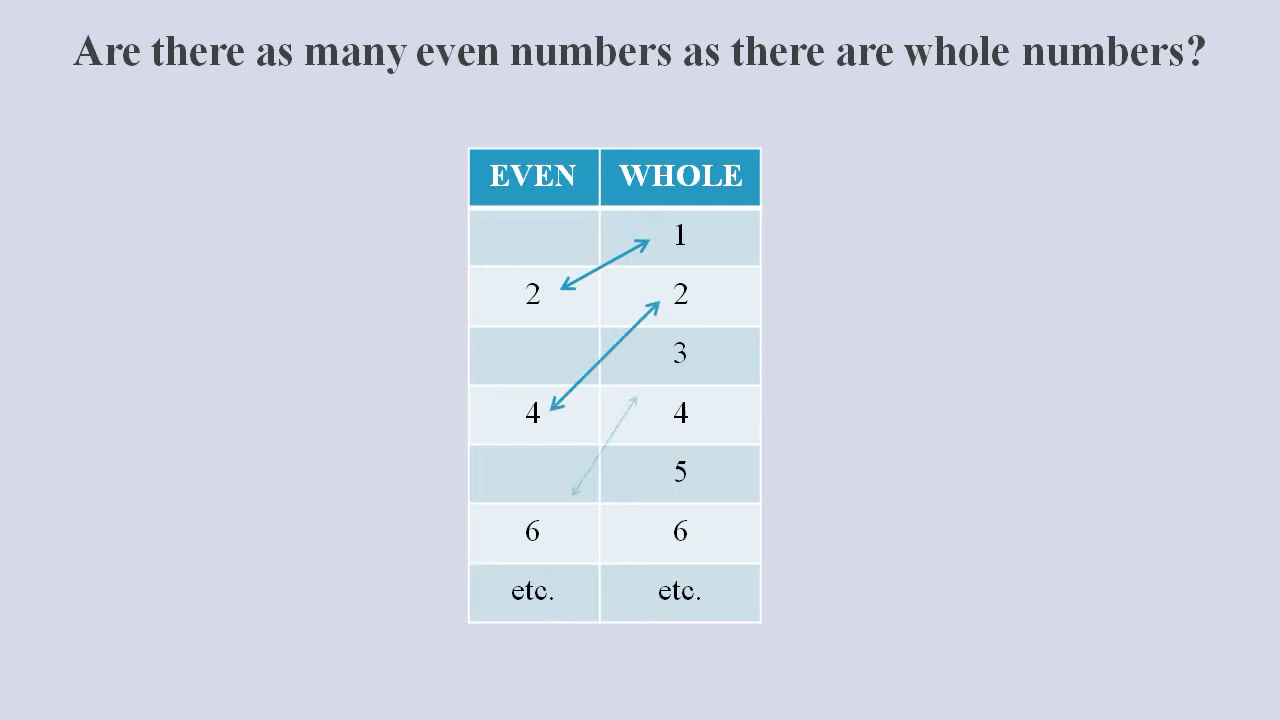 Are there as many even numbers as there are whole numbers?
EVEN WHOLE
1
2 2
3
4 4
5
6 6
etc. etc.